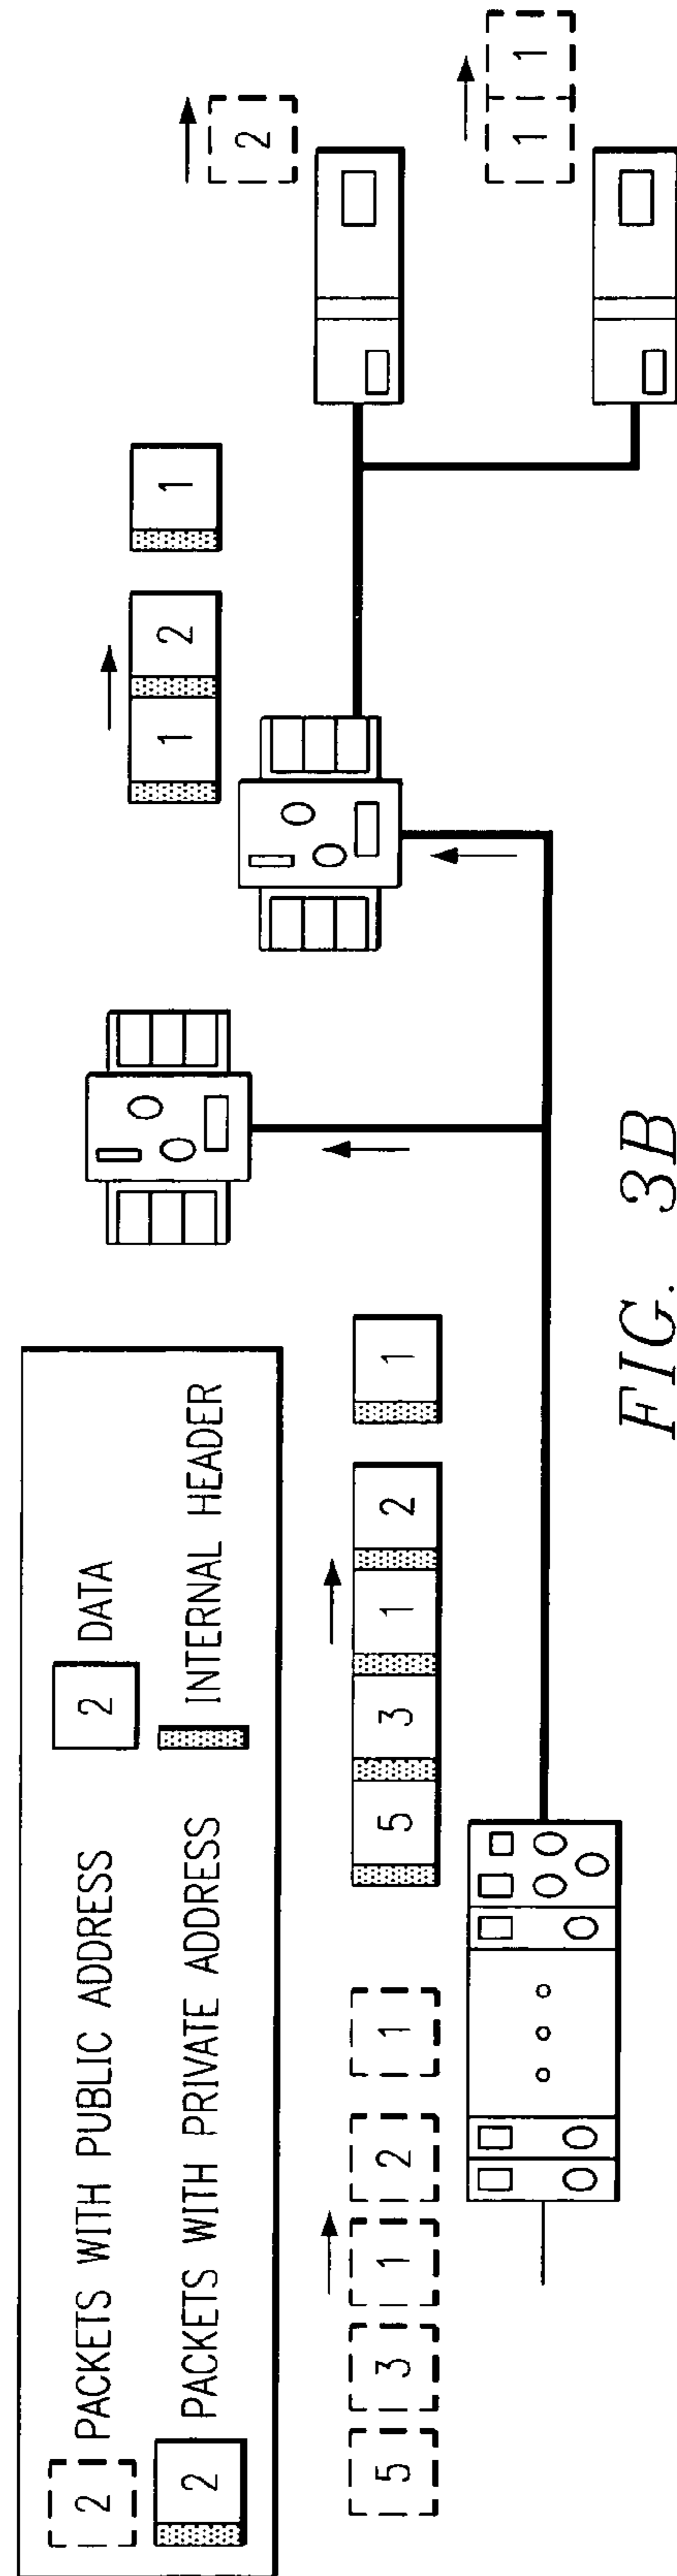 2 PACKETS WITH PUBLIC ADDRESS 2 DATA
2 PACKETS WITH PRIVATE ADDRESS INTERNAL HEADER
5 3 1 2 1
5 3 1 2 1
1 2 1
2
1 1
FIG. 3B